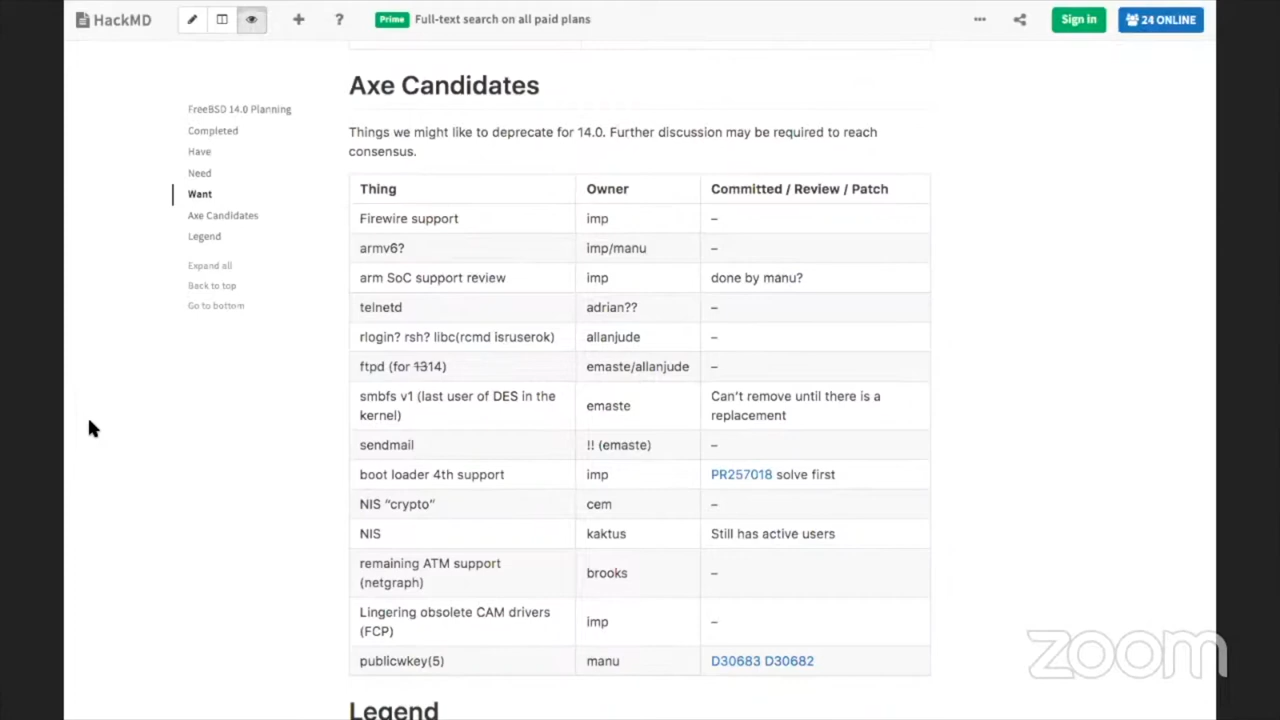 HackMD
?
Prime Full-text search on all paid plans
Sign in
24 ONLINE
FreeBSD 14.0 Planning
Completed
Have
Need
Want
Axe Candidates
Legend
Expand all
Back to top
Go to bottom
Axe Candidates
Things we might like to deprecate for 14.0. Further discussion may be required to reach
consensus.
Thing Owner Committed / Review / Patch
Firewire support imp –
armv6? imp/manu –
arm SoC support review imp done by manu?
telnetd adrian?? –
rlogin? rsh? libc(rcmd isruserok) allanjude –
ftpd (for 1314) emaste/allanjude –
smbfs v1 (last user of DES in the
kernel)
emaste
Can't remove until there is a
replacement
sendmail !! (emaste) –
boot loader 4th support imp PR257018 solve first
NIS “crypto“ cem –
NIS kaktus Still has active users
remaining ATM support
(netgraph)
brooks –
Lingering obsolete CAM drivers
(FCP)
imp –
publicwkey(5) manu D30683 D30682
Legend
zoom